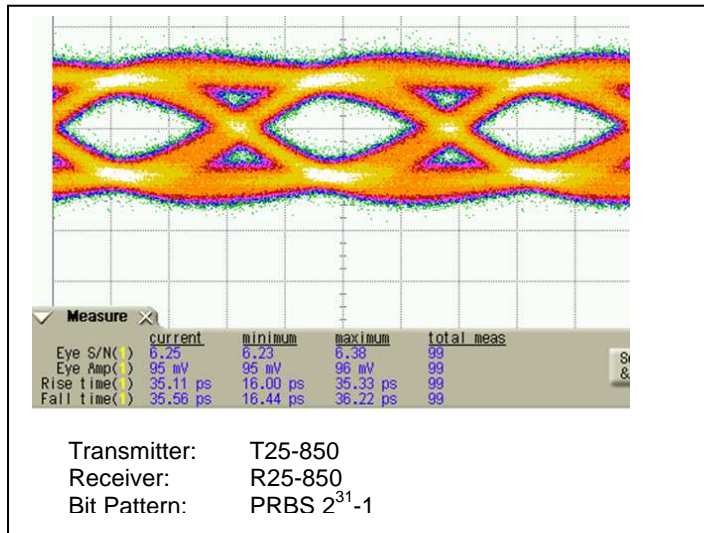 Measure
current minimum maximum total meas
Eye S/N(1) 6.25 6.23 6.38 99
Eye Amp(1) 95 mV 95 mV 96 mV 99
Rise time(1) 35.11 ps 16.00 ps 35.33 ps 99
Fall time(1) 35.56 ps 16.44 ps 36.22 ps 99
&
Transmitter: T25-850
Receiver: R25-850
Bit Pattern: PRBS 2³¹-1